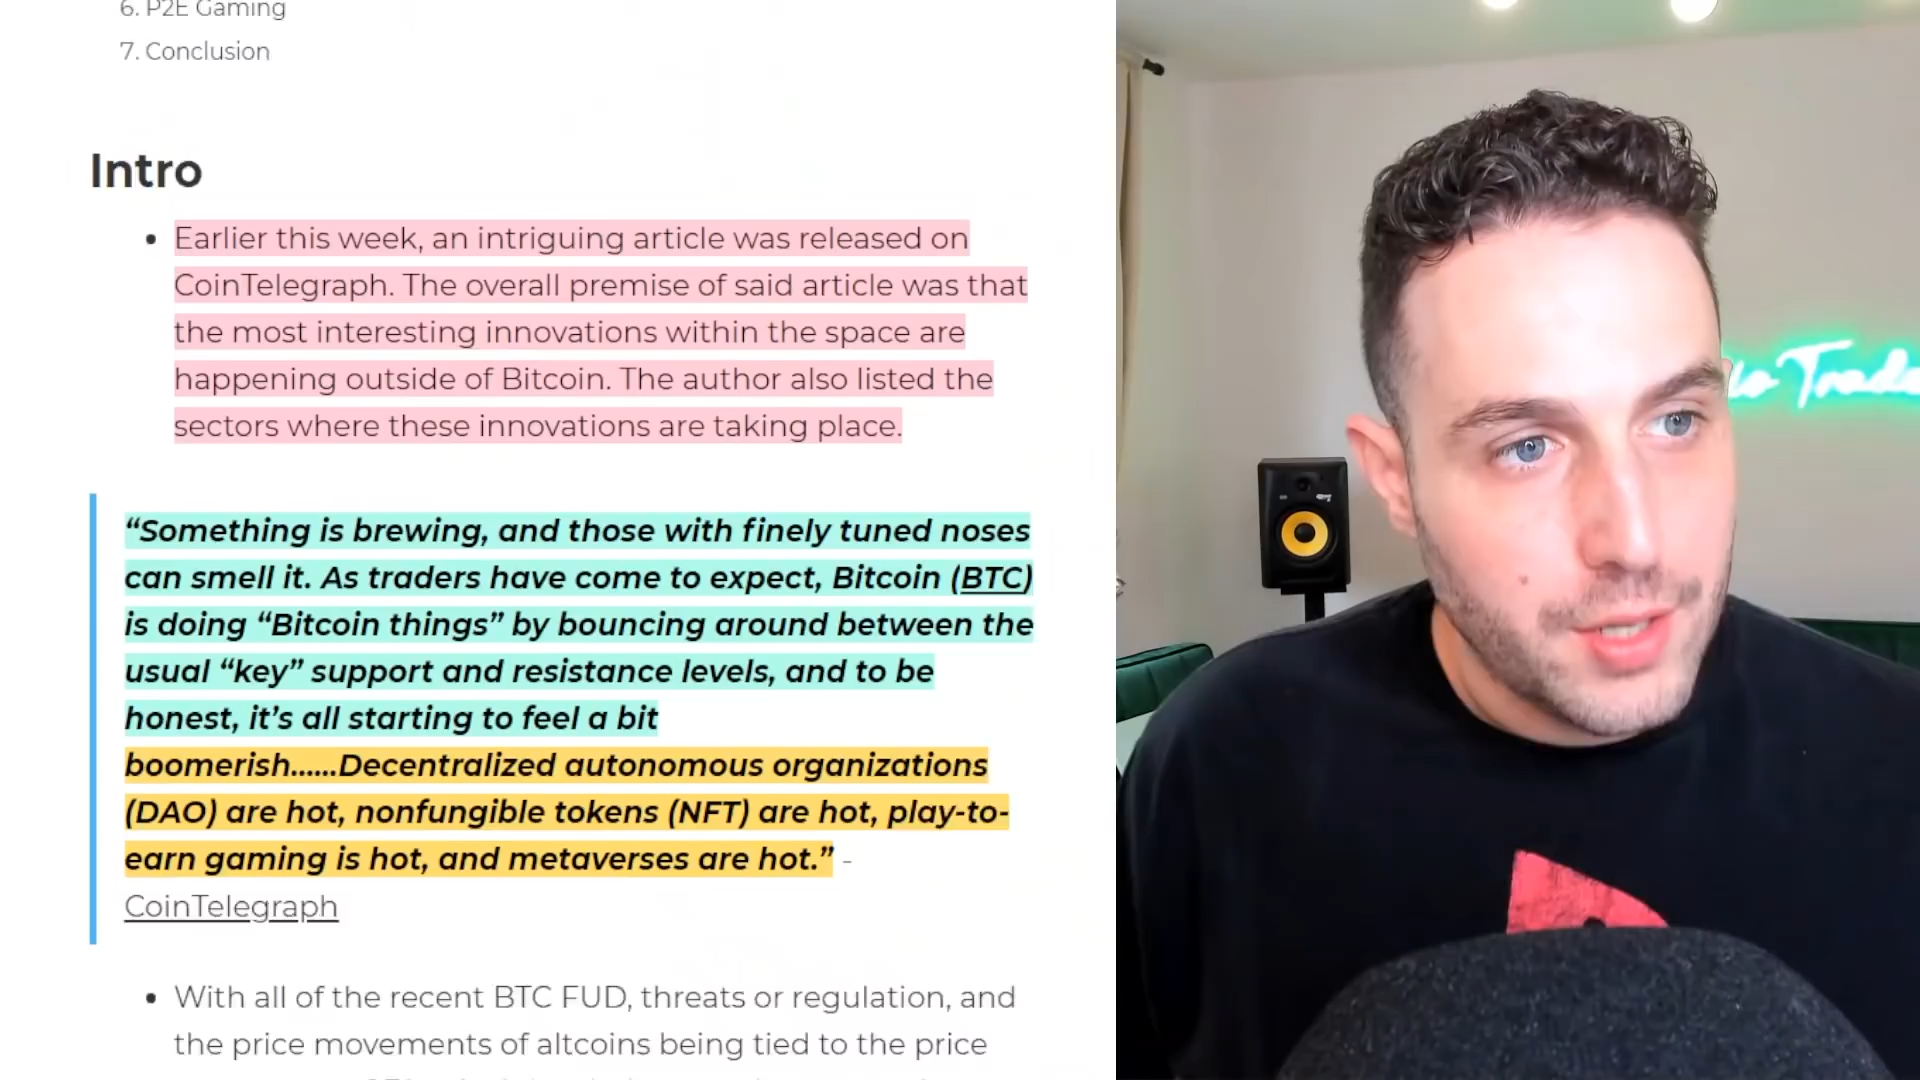 6. P2E Gaming
7. Conclusion
Intro
• Earlier this week, an intriguing article was released on
CoinTelegraph. The overall premise of said article was that
the most interesting innovations within the space are
happening outside of Bitcoin. The author also listed the
sectors where these innovations are taking place.
“Something is brewing, and those with finely tuned noses
can smell it. As traders have come to expect, Bitcoin (BTC)
is doing “Bitcoin things” by bouncing around between the
usual “key” support and resistance levels, and to be
honest, it’s all starting to feel a bit
boomerish......Decentralized autonomous organizations
(DAO) are hot, nonfungible tokens (NFT) are hot, play-to-
earn gaming is hot, and metaverses are hot.” -
CoinTelegraph
• With all of the recent BTC FUD, threats or regulation, and
the price movements of altcoins being tied to the price